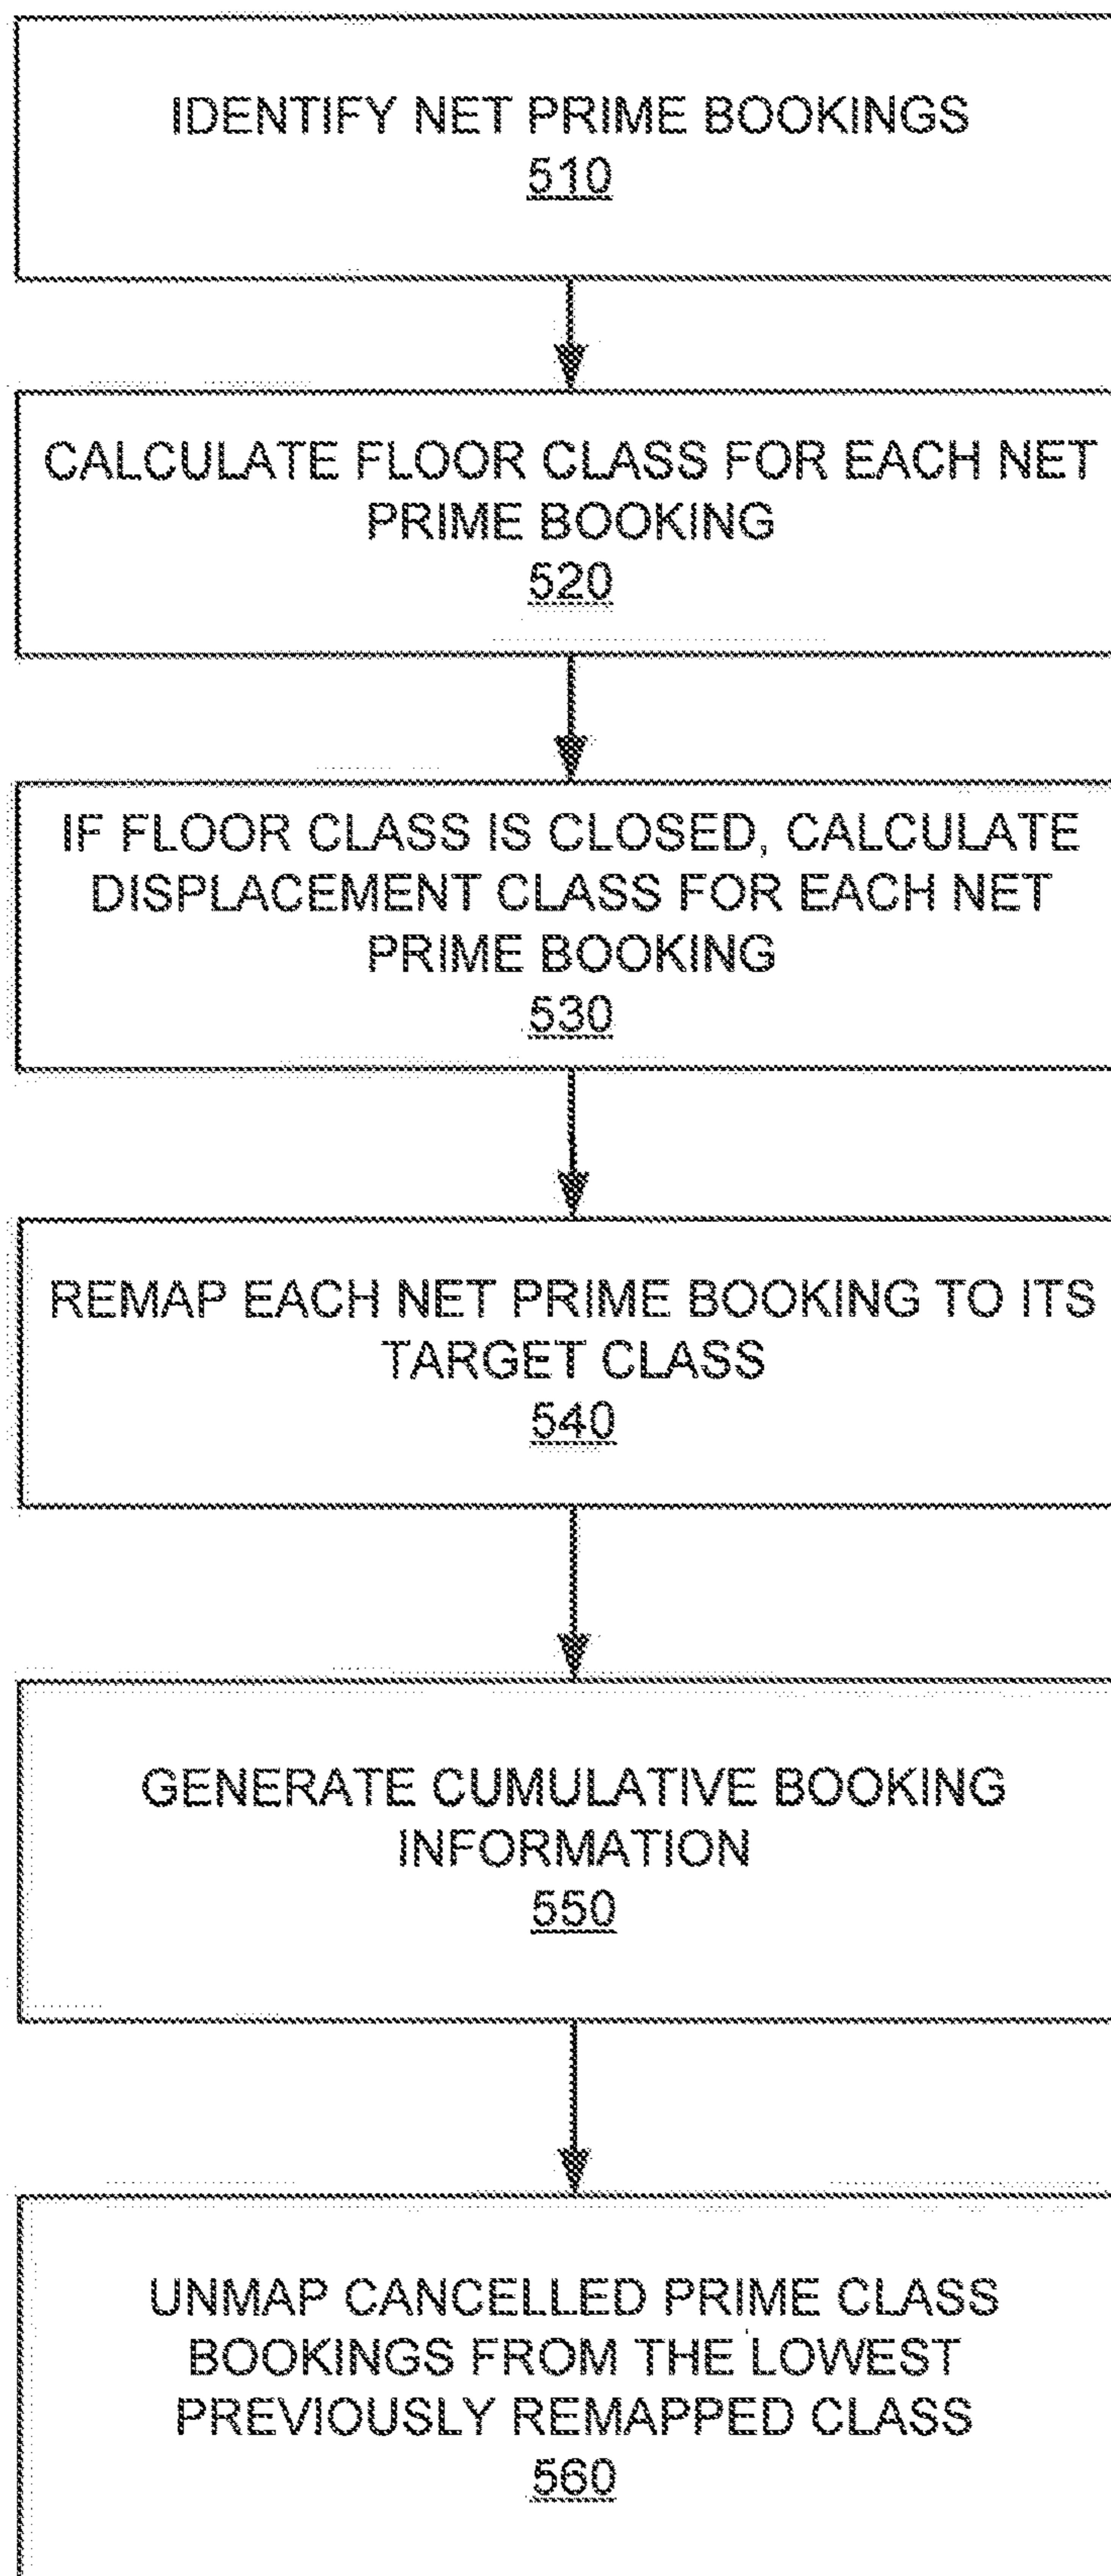 IDENTIFY NET PRIME BOOKINGS
510
CALCULATE FLOOR CLASS FOR EACH NET
PRIME BOOKING
520
IF FLOOR CLASS IS CLOSED, CALCULATE
DISPLACEMENT CLASS FOR EACH NET
PRIME BOOKING
530
REMAP EACH NET PRIME BOOKING TO ITS
TARGET CLASS
540
GENERATE CUMULATIVE BOOKING
INFORMATION
550
UNMAP CANCELLED PRIME CLASS
BOOKINGS FROM THE LOWEST
PREVIOUSLY REMAPPED CLASS
560